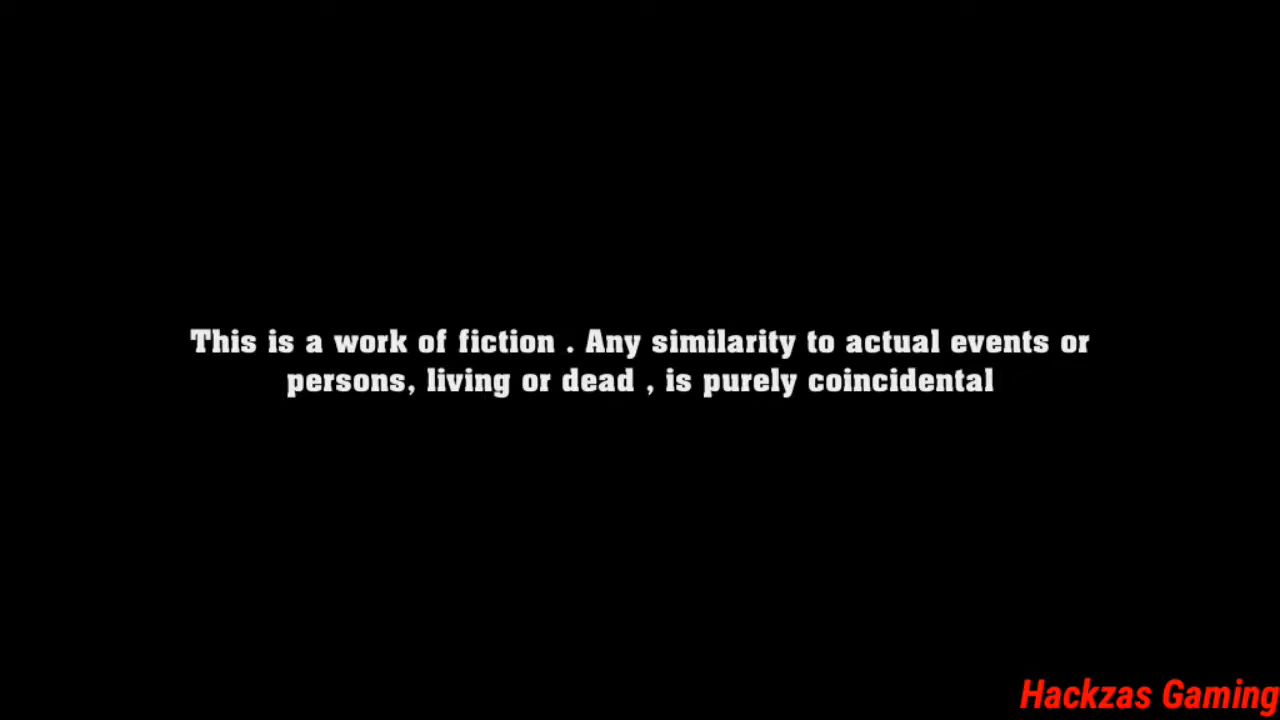 This is a work of fiction . Any similarity to actual events or
persons, living or dead , is purely coincidental
Hackzas Gaming